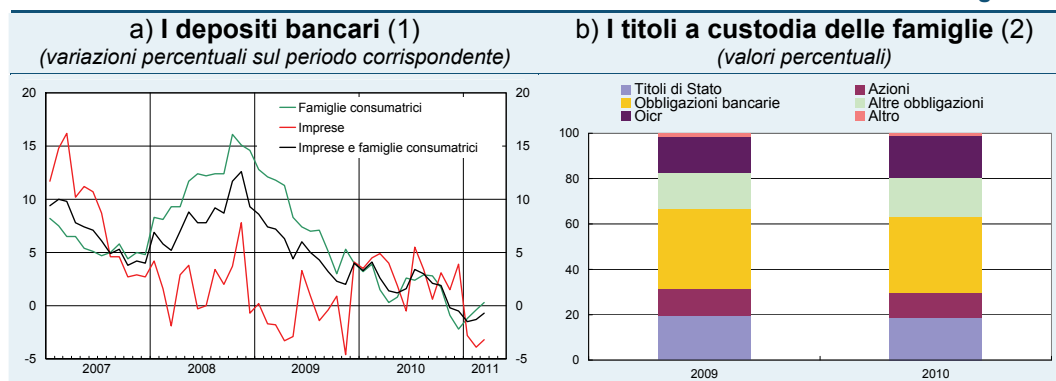 a) I depositi bancari (1)
(variazioni percentuali sul periodo corrispondente)
20 20
15 15
10 10
5 5
0 0
-5 -5
Famiglie consumatrici
Imprese
Imprese e famiglie consumatrici
2007 2008 2009 2010 2011
b) I titoli a custodia delle famiglie (2)
(valori percentuali)
Titoli di Stato Azioni
Obbligazioni bancarie Altre obbligazioni
Oicr Altro
100
80
60
40
20
0
2009 2010